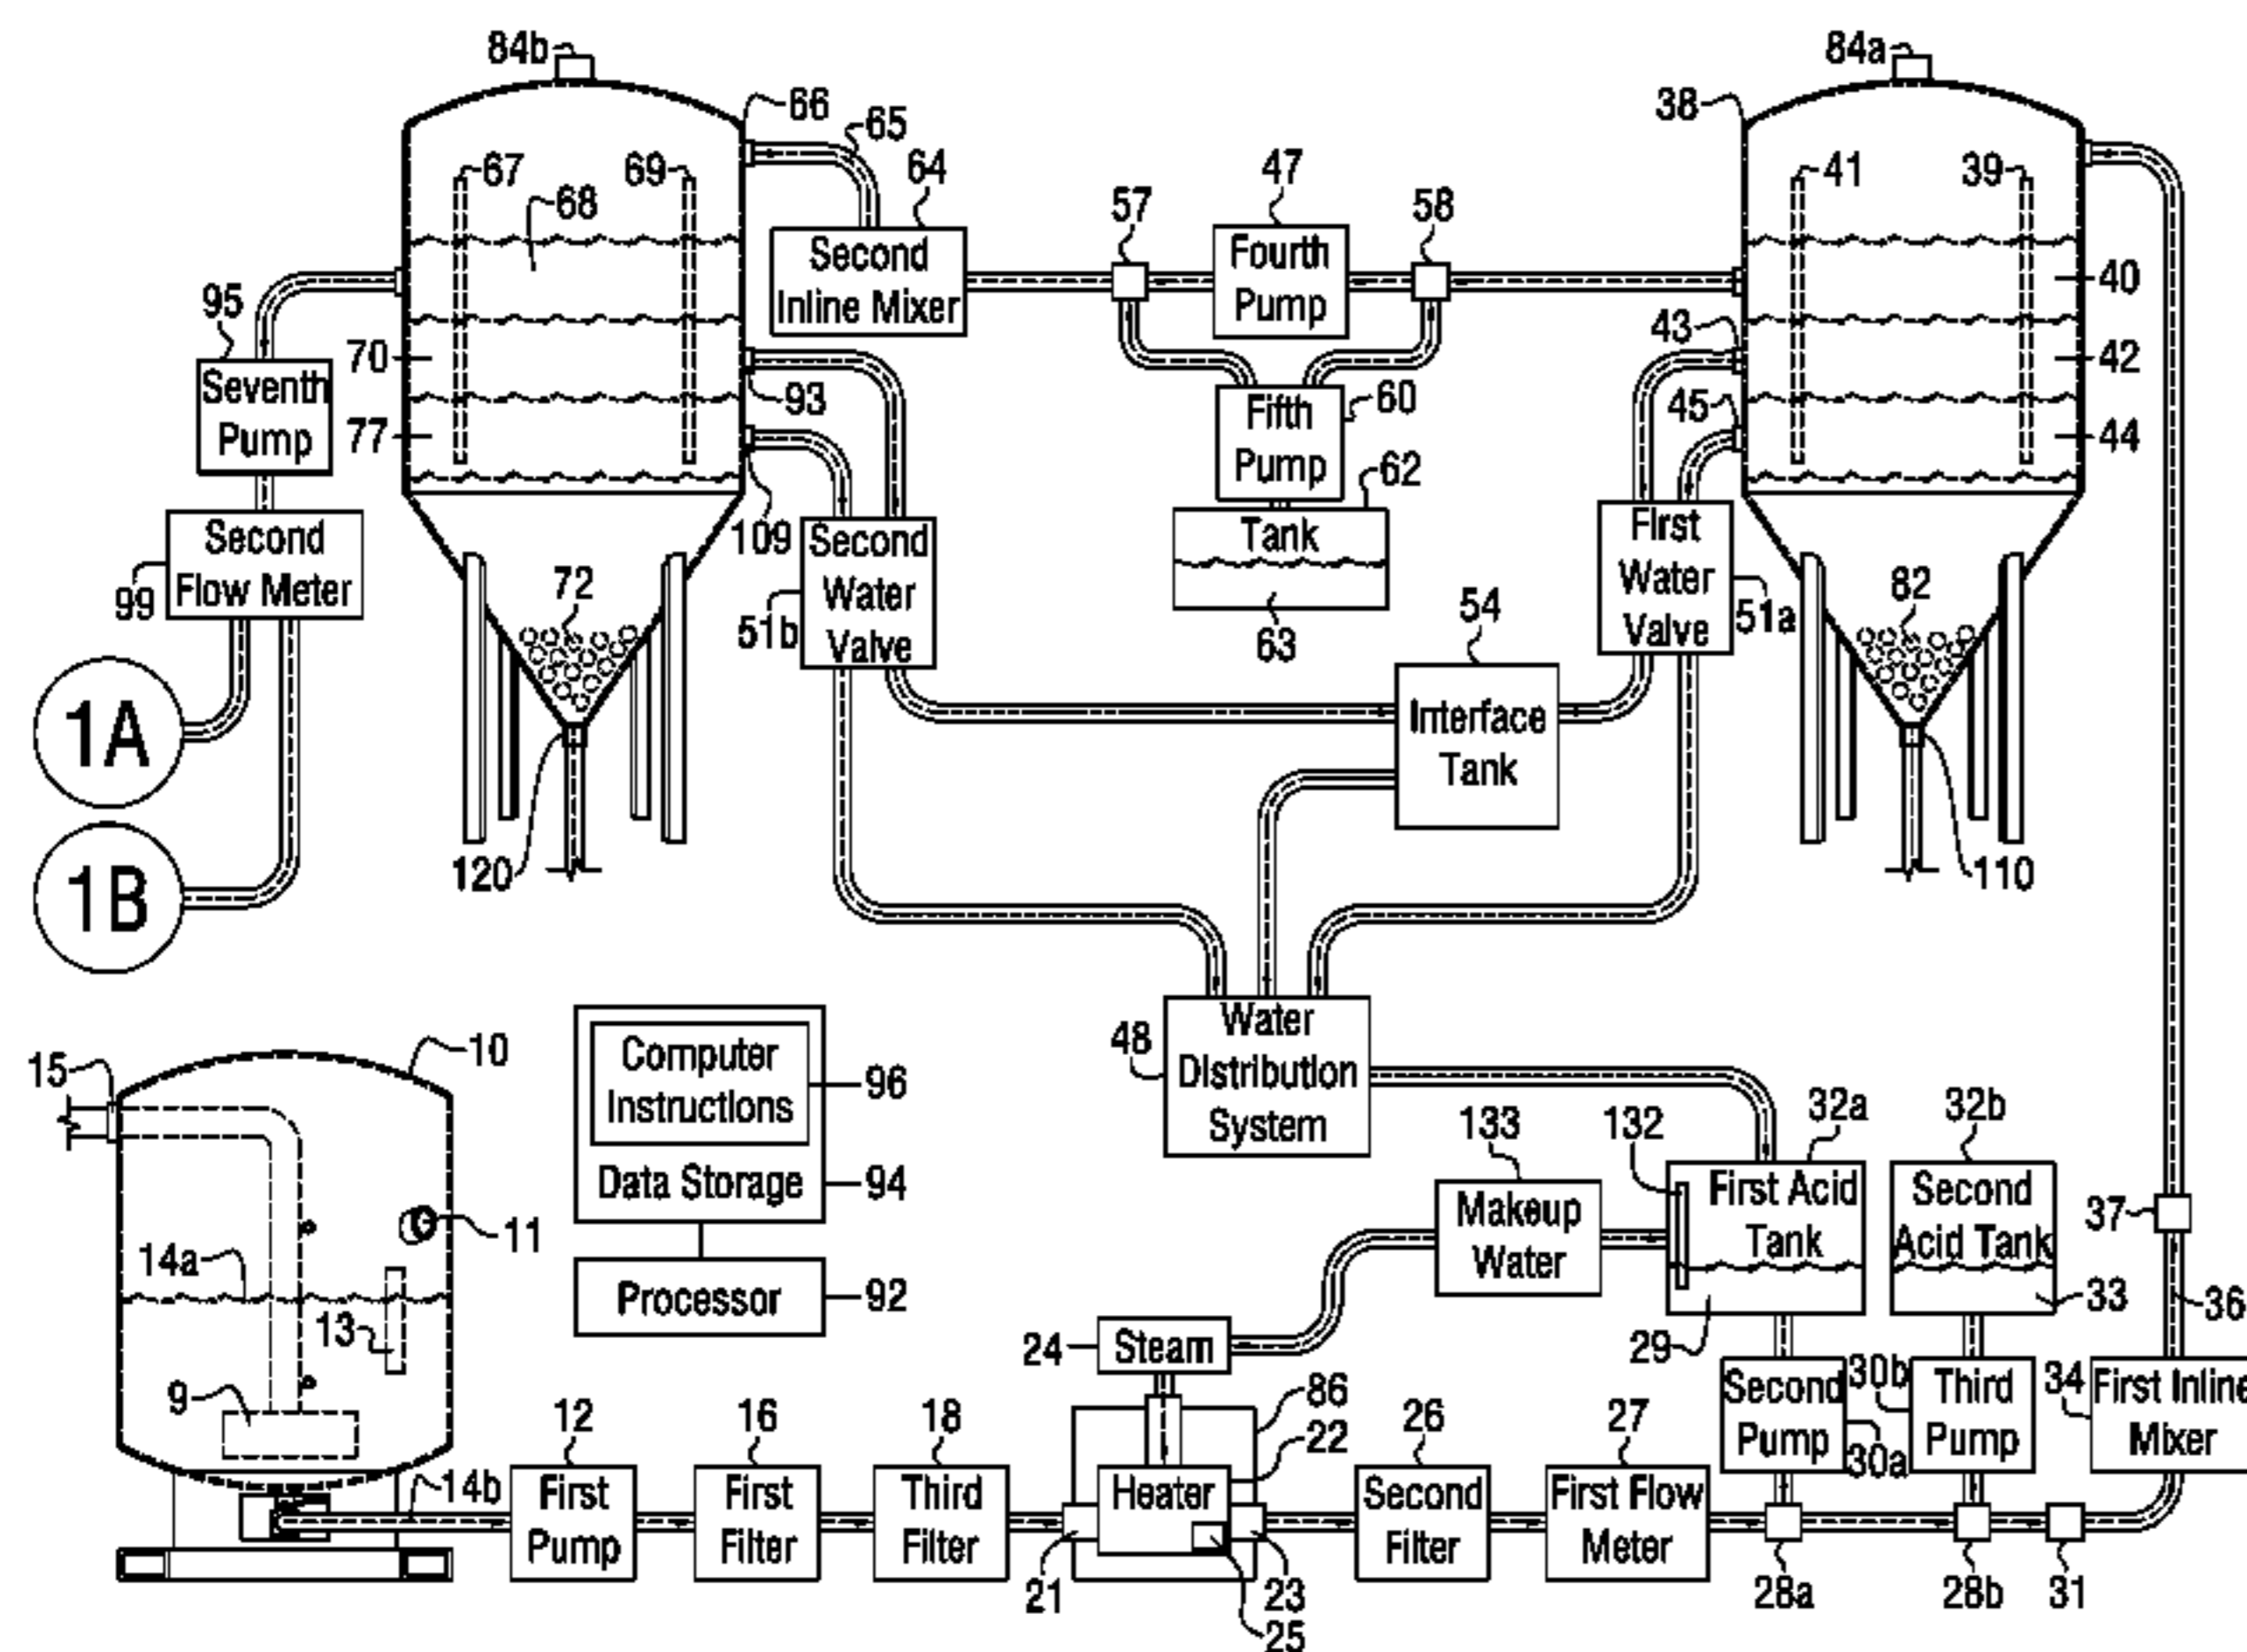 84b
84a
66
38
65
67
69
64
47
41
39
68
57
58
Second
Inline Mixer
Fourth
Pump
40
95
43
70
42
Seventh
Pump
93
Fifth
Pump
60
45
77
44
62
109
Second
Flow Meter
Second
Water
Valve
Tank
First
Water
Valve
99
72
54
82
51a
51b
63
1A
Interface
Tank
120
110
1B
10
15
Computer
Instructions
96
48
Water
Distribution
System
133
132
32a
32b
Data Storage
94
11
Makeup
Water
First Acid
Tank
Second
Acid Tank
37
14a
Processor
92
33
36
13
24
Steam
29
9
86
12
16
18
22
26
27
Second
Pump
30b
30a
Third
Pump
34
First Inline
Mixer
14b
First
Pump
First
Filter
Third
Filter
Heater
Second
Filter
First Flow
Meter
21
23
25
28a
28b
31